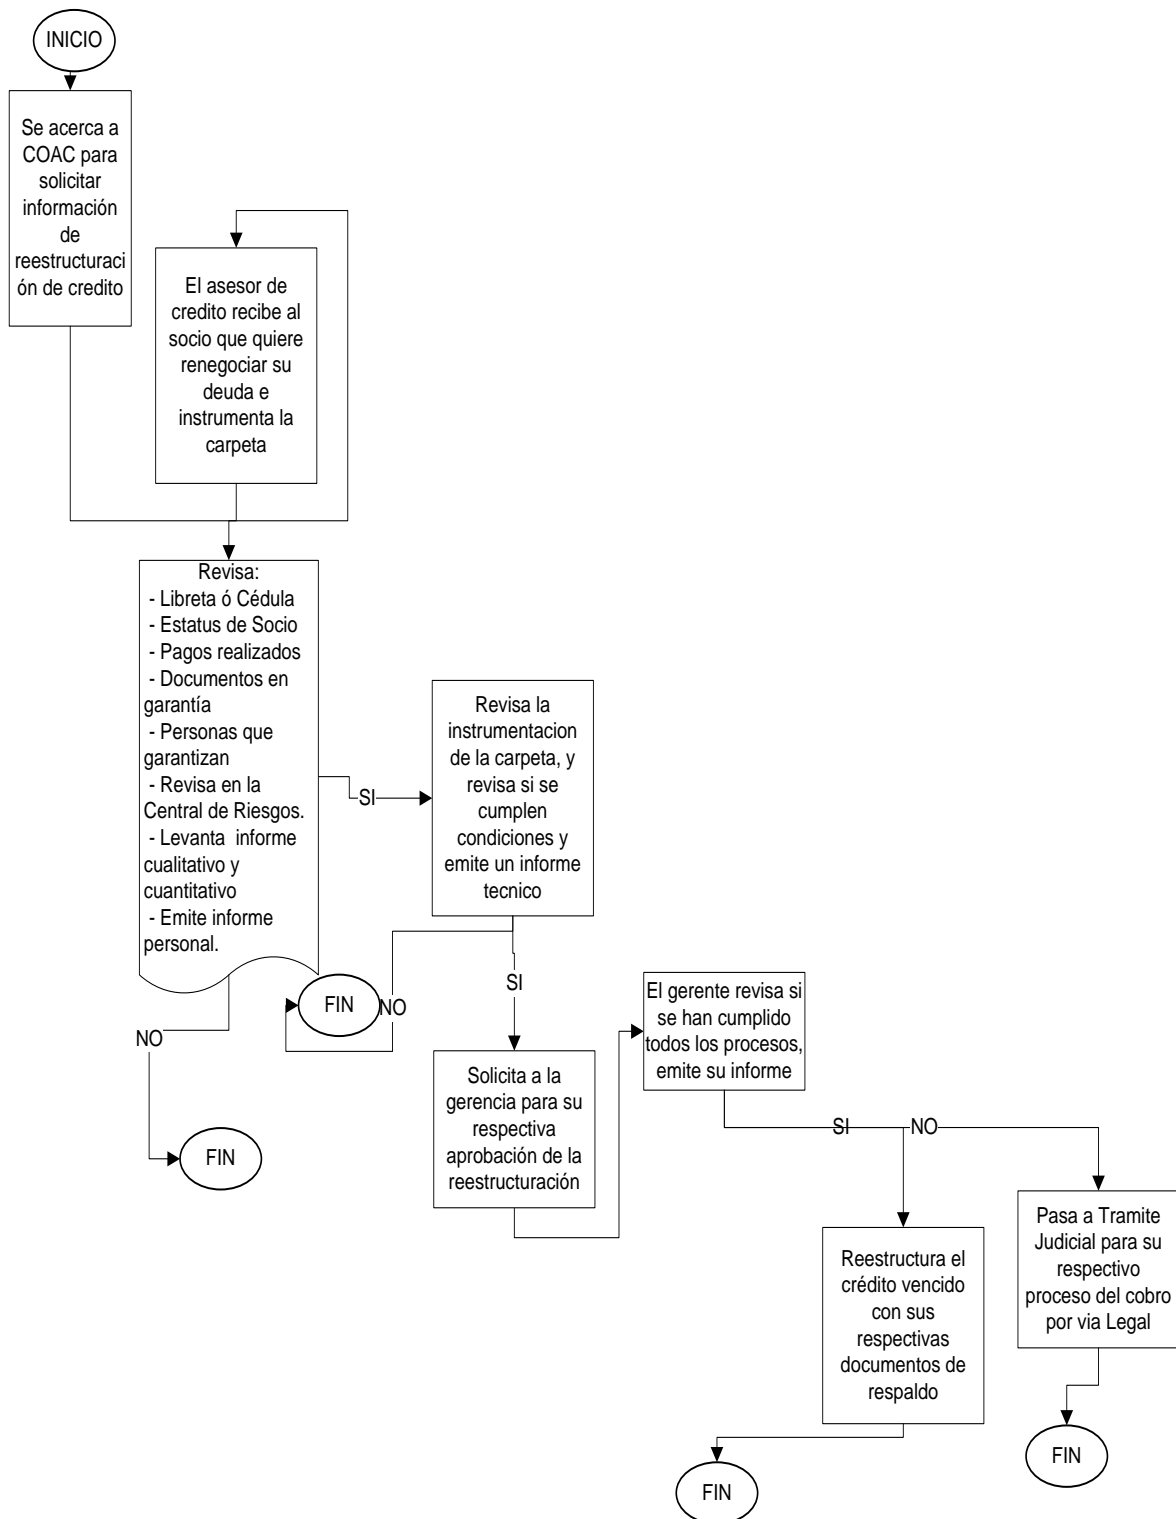 INICIO
Se acerca a
COAC para
solicitar
información
de
reestructuraci
ón de credito
El asesor de
credito recibe al
socio que quiere
renegociar su
deuda e
instrumenta la
carpeta
Revisa:
- Libreta ó Cédula
- Estatus de Socio
- Pagos realizados
- Documentos en
garantía
- Personas que
garantizan
- Revisa en la
Central de Riesgos.
- Levanta informe
cualitativo y
cuantitativo
- Emite informe
personal.
SI
Revisa la
instrumentacion
de la carpeta, y
revisa si se
cumplen
condiciones y
emite un informe
tecnico
NO
FIN
NO
FIN
SI
Solicita a la
gerencia para su
respectiva
aprobación de la
reestructuración
El gerente revisa si
se han cumplido
todos los procesos,
emite su informe
SI
NO
Reestructura el
crédito vencido
con sus
respectivas
documentos de
respaldo
FIN
Pasa a Tramite
Judicial para su
respectivo
proceso del cobro
por via Legal
FIN